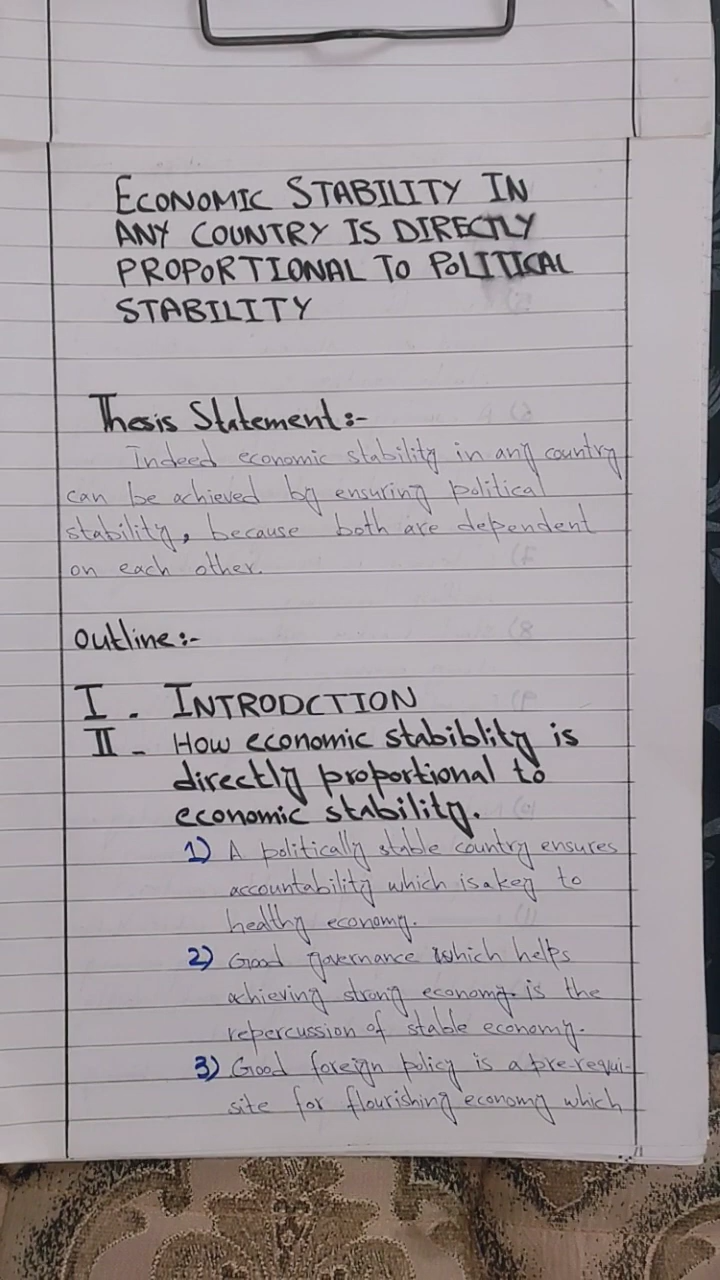 ECONOMIC STABILITY IN
ANY COUNTRY IS DIRECTLY
PROPORTIONAL TO POLITICAL
STABILITY
Thesis Statement:-
Indeed economic stability in any country
can be achieved by ensuring political
stability, because both are dependent
on each other.
Outline:-
I. INTRODCTION
II - How economic stabiblity is
directly proportional to
economic stability.
1) A politically stable country ensures
accountability which is a key to
healthy economy.
2) Good governance which helps
achieving strong economy is the
repercussion of stable economy.
3) Good foreign policy is a pre-requi-
site for flourishing economy which